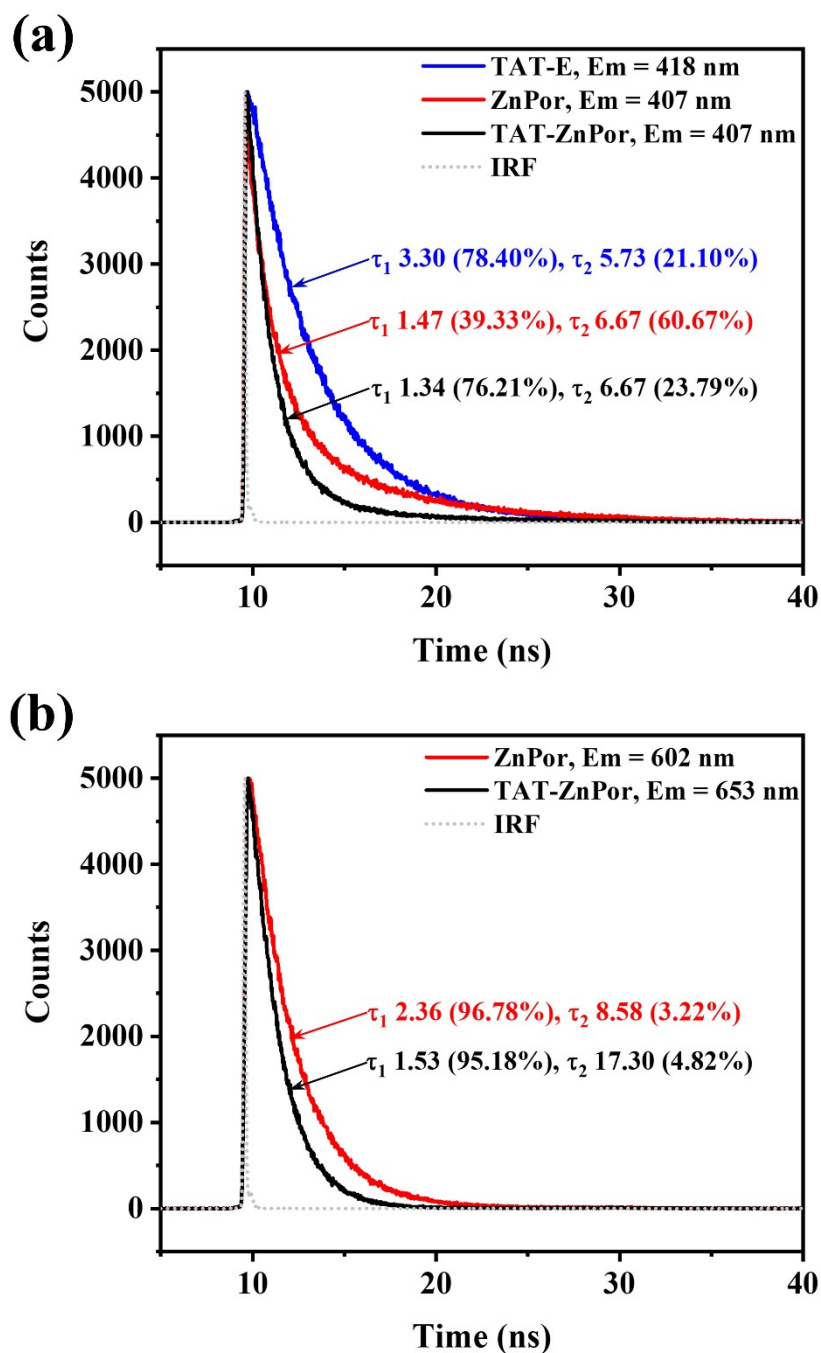 (a)
TAT-E, Em = 418 nm
ZnPor, Em = 407 nm
TAT-ZnPor, Em = 407 nm
IRF
5000
4000
3000
2000
1000
0
Counts
τ₁ 3.30 (78.40%), τ₂ 5.73 (21.10%)
τ₁ 1.47 (39.33%), τ₂ 6.67 (60.67%)
τ₁ 1.34 (76.21%), τ₂ 6.67 (23.79%)
10 20 30 40
Time (ns)
(b)
ZnPor, Em = 602 nm
TAT-ZnPor, Em = 653 nm
IRF
5000
4000
3000
2000
1000
0
Counts
τ₁ 2.36 (96.78%), τ₂ 8.58 (3.22%)
τ₁ 1.53 (95.18%), τ₂ 17.30 (4.82%)
10 20 30 40
Time (ns)